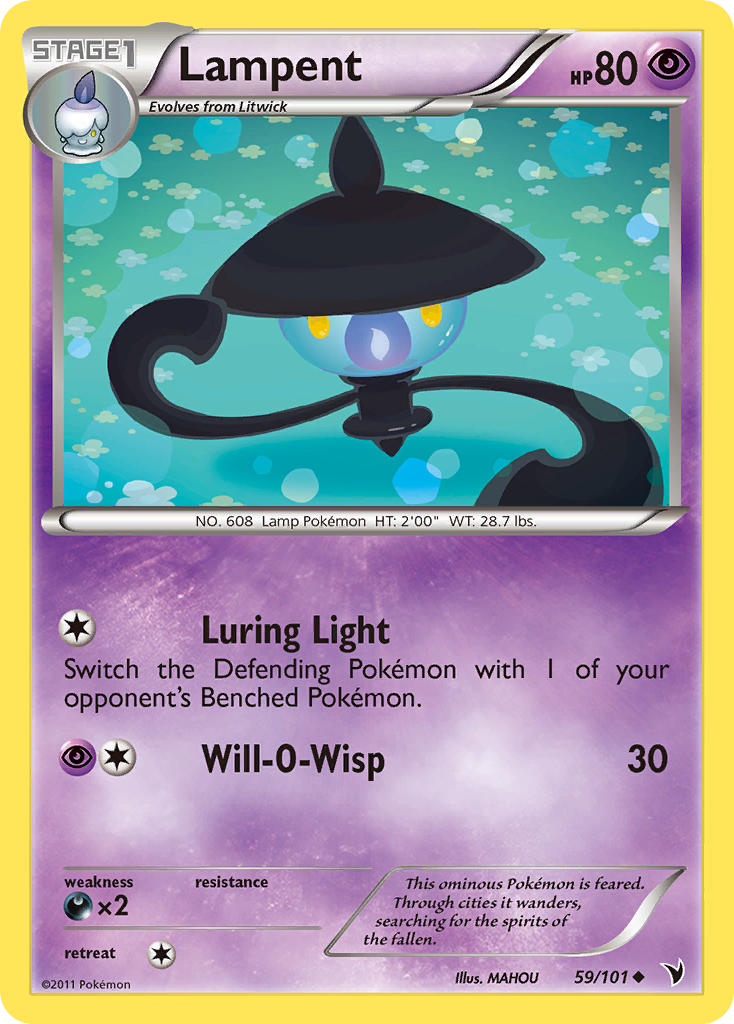 STAGE1
Lampent
HP80
Evolves from Litwick
NO. 608 Lamp Pokémon HT: 2'00" WT: 28.7 lbs.
Luring Light
Switch the Defending Pokémon with 1 of your
opponent's Benched Pokémon.
Will-O-Wisp 30
weakness resistance
×2
retreat
This ominous Pokémon is feared.
Through cities it wanders,
searching for the spirits of
the fallen.
©2011 Pokémon
Illus. MAHOU 59/101